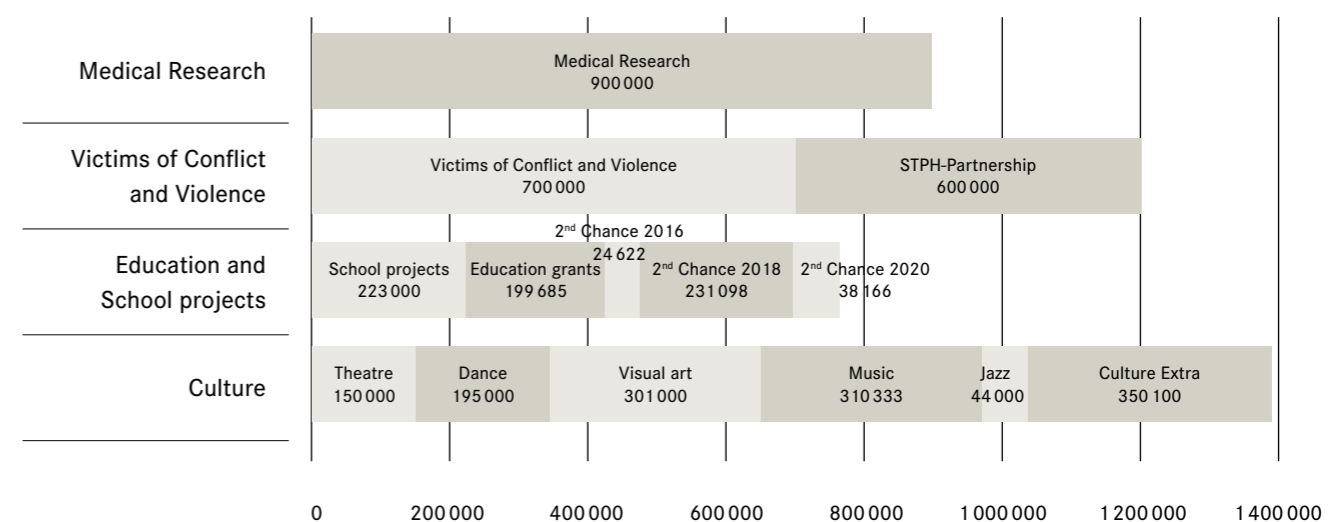 Medical Research
Medical Research
900 000
Victims of Conflict
and Violence
Victims of Conflict and Violence
700 000
STPH-Partnership
600 000
Education and
School projects
School projects
223 000
Education grants
199 685
2nd Chance 2016
24 622
2nd Chance 2018
231 098
2nd Chance 2020
38 166
Culture
Theatre
150 000
Dance
195 000
Visual art
301 000
Music
310 333
Jazz
44 000
Culture Extra
350 100
0 200 000 400 000 600 000 800 000 1 000 000 1 200 000 1 400 000